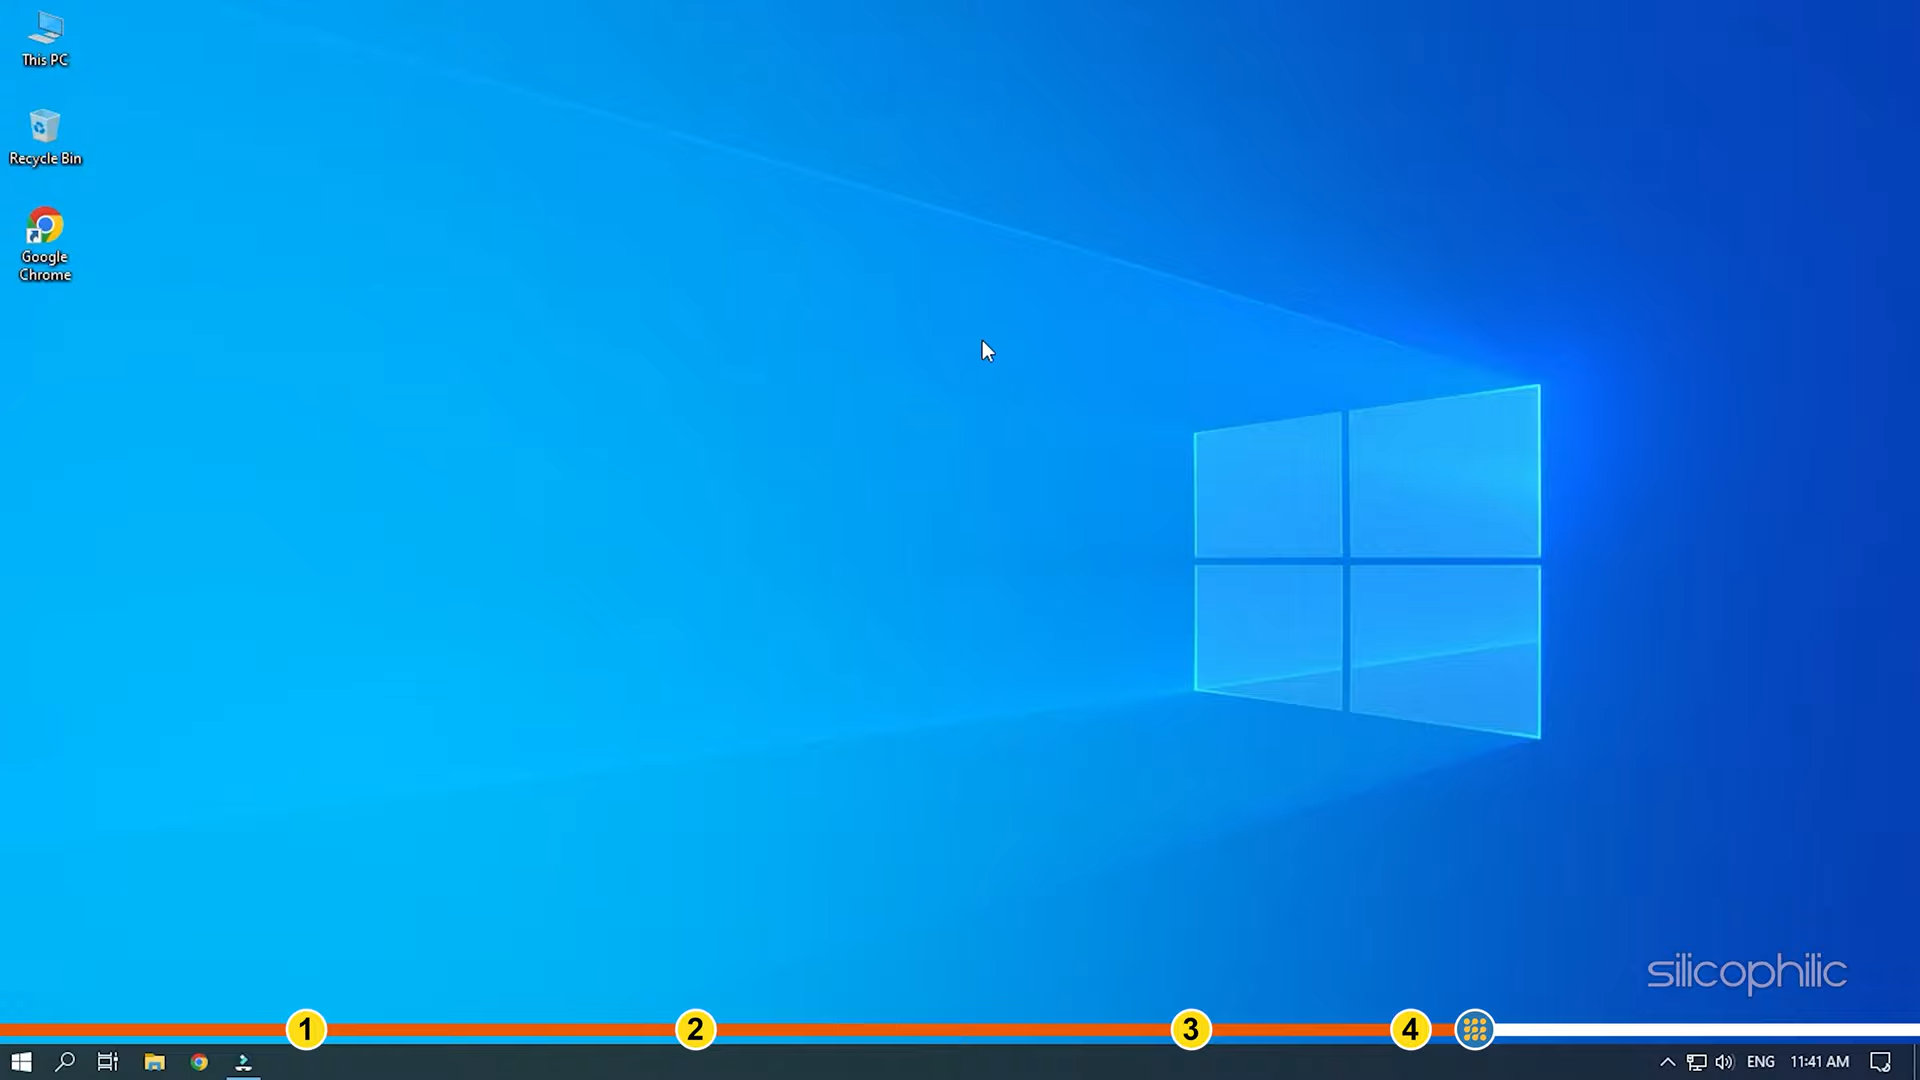 This PC
Recycle Bin
Google
Chrome
silicophilic
1
2
3
4
ENG
11:41 AM